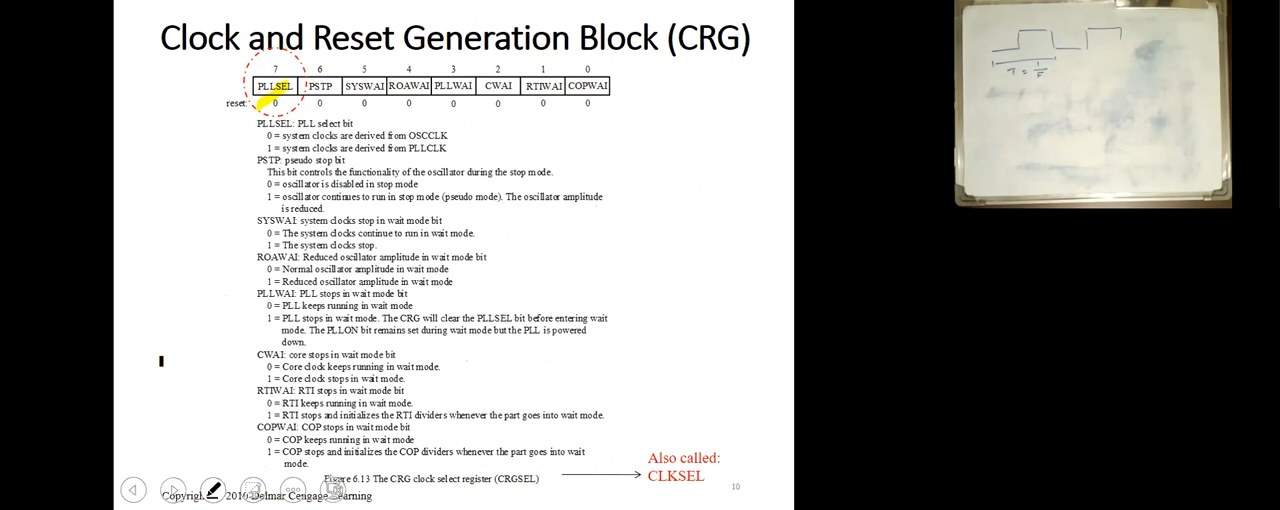 Clock and Reset Generation Block (CRG)
7 6 5 4 3 2 1 0
PLLSEL PSTP SYSWAI ROAWAI PLLWAI CWAI RTIWAI COPWAI
reset: 0 0 0 0 0 0 0 0
PLLSEL: PLL select bit
0 = system clocks are derived from OSCCLK
1 = system clocks are derived from PLLCLK
PSTP: pseudo stop bit
This bit controls the functionality of the oscillator during the stop mode.
0 = oscillator is disabled in stop mode
1 = oscillator continues to run in stop mode (pseudo mode). The oscillator amplitude
is reduced.
SYSWAI: system clocks stop in wait mode bit
0 = The system clocks continue to run in wait mode.
1 = The system clocks stop.
ROAWAI: Reduced oscillator amplitude in wait mode bit
0 = Normal oscillator amplitude in wait mode
1 = Reduced oscillator amplitude in wait mode
PLLWAI: PLL stops in wait mode bit
0 = PLL keeps running in wait mode
1 = PLL stops in wait mode. The CRG will clear the PLLSEL bit before entering wait
mode. The PLLON bit remains set during wait mode but the PLL is powered
down.
CWAI: core stops in wait mode bit
0 = Core clock keeps running in wait mode.
1 = Core clock stops in wait mode.
RTIWAI: RTI stops in wait mode bit
0 = RTI keeps running in wait mode.
1 = RTI stops and initializes the RTI dividers whenever the part goes into wait mode.
COPWAI: COP stops in wait mode bit
0 = COP keeps running in wait mode
1 = COP stops and initializes the COP dividers whenever the part goes into wait
mode.
Figure 6.13 The CRG clock select register (CRGSEL)
Also called:
CLKSEL
Copyright 2010 Delmar Cengage Learning
10
T = 1/F